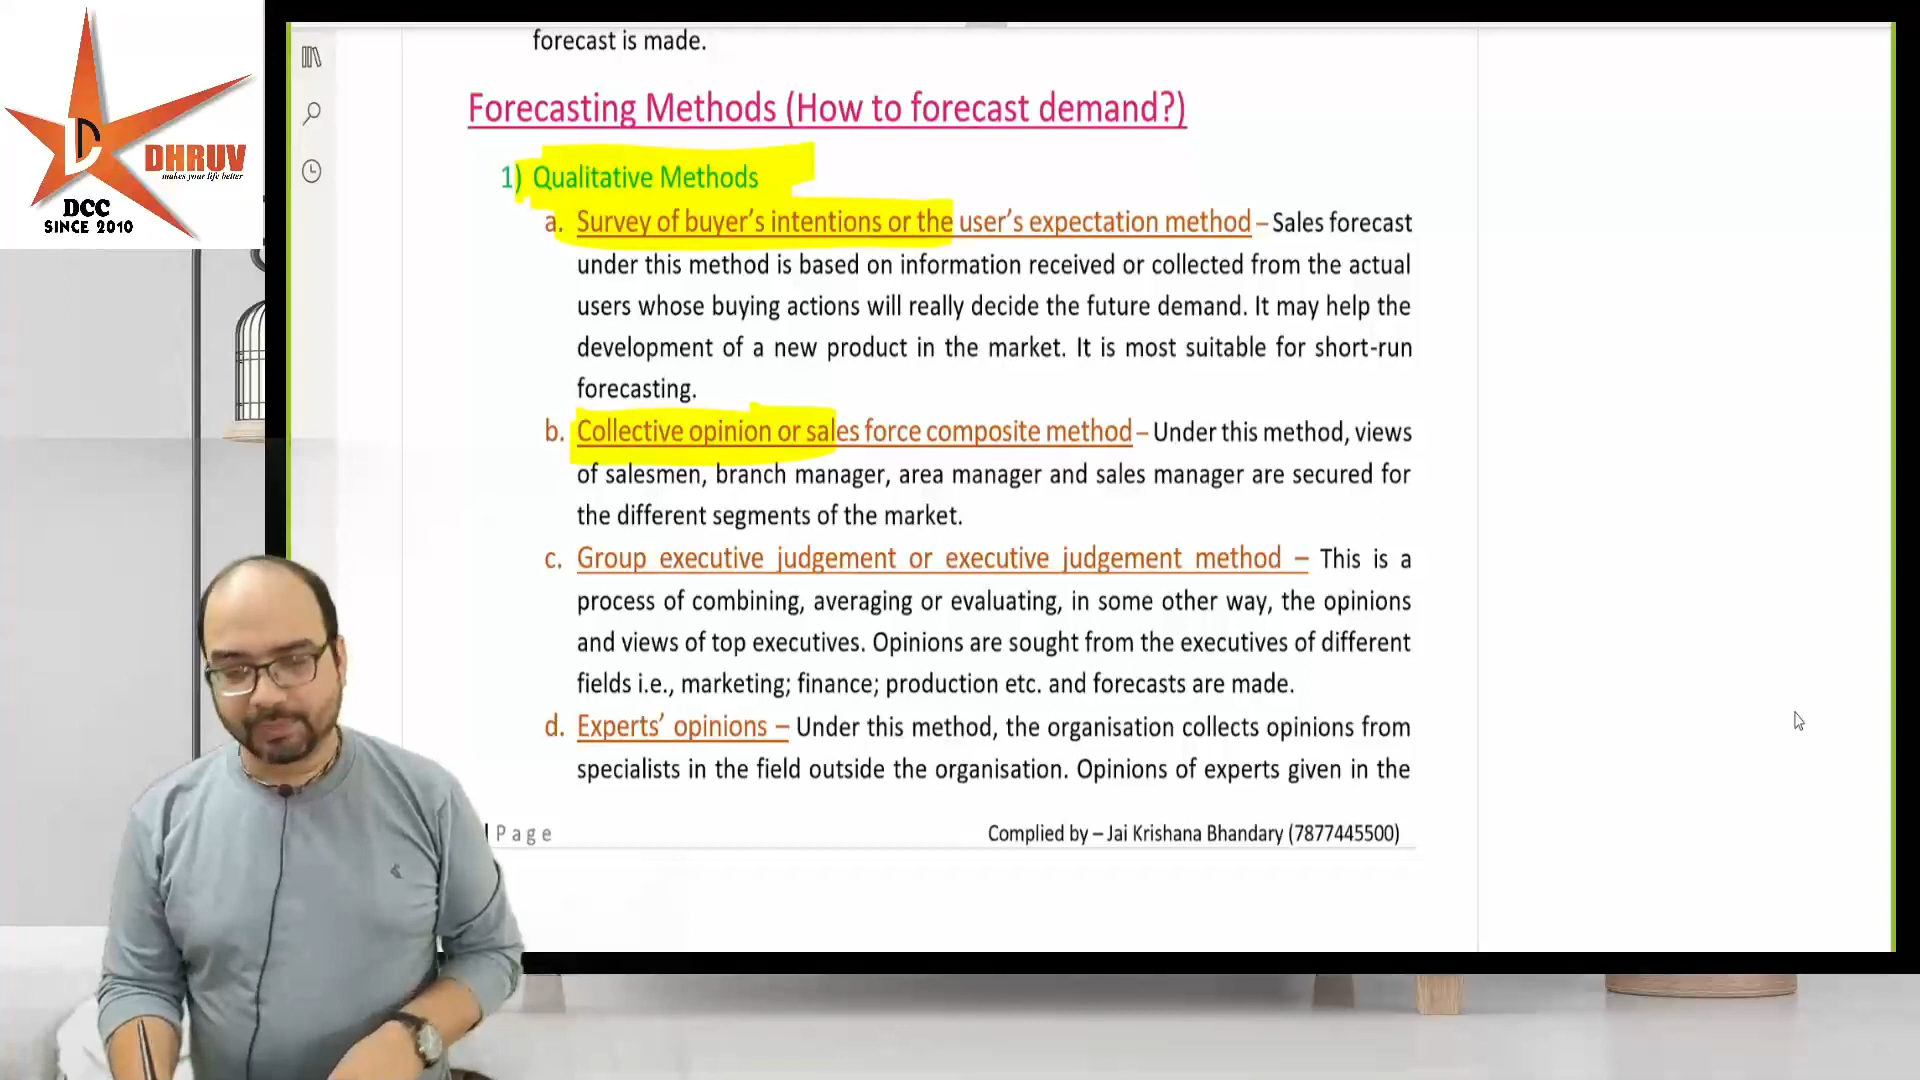 DHRUV
makes your life better
DCC
SINCE 2010
forecast is made.
Forecasting Methods (How to forecast demand?)
1) Qualitative Methods
a. Survey of buyer’s intentions or the user’s expectation method – Sales forecast
under this method is based on information received or collected from the actual
users whose buying actions will really decide the future demand. It may help the
development of a new product in the market. It is most suitable for short-run
forecasting.
b. Collective opinion or sales force composite method – Under this method, views
of salesmen, branch manager, area manager and sales manager are secured for
the different segments of the market.
c. Group executive judgement or executive judgement method – This is a
process of combining, averaging or evaluating, in some other way, the opinions
and views of top executives. Opinions are sought from the executives of different
fields i.e., marketing; finance; production etc. and forecasts are made.
d. Experts’ opinions – Under this method, the organisation collects opinions from
specialists in the field outside the organisation. Opinions of experts given in the
| Page
Complied by – Jai Krishana Bhandary (7877445500)